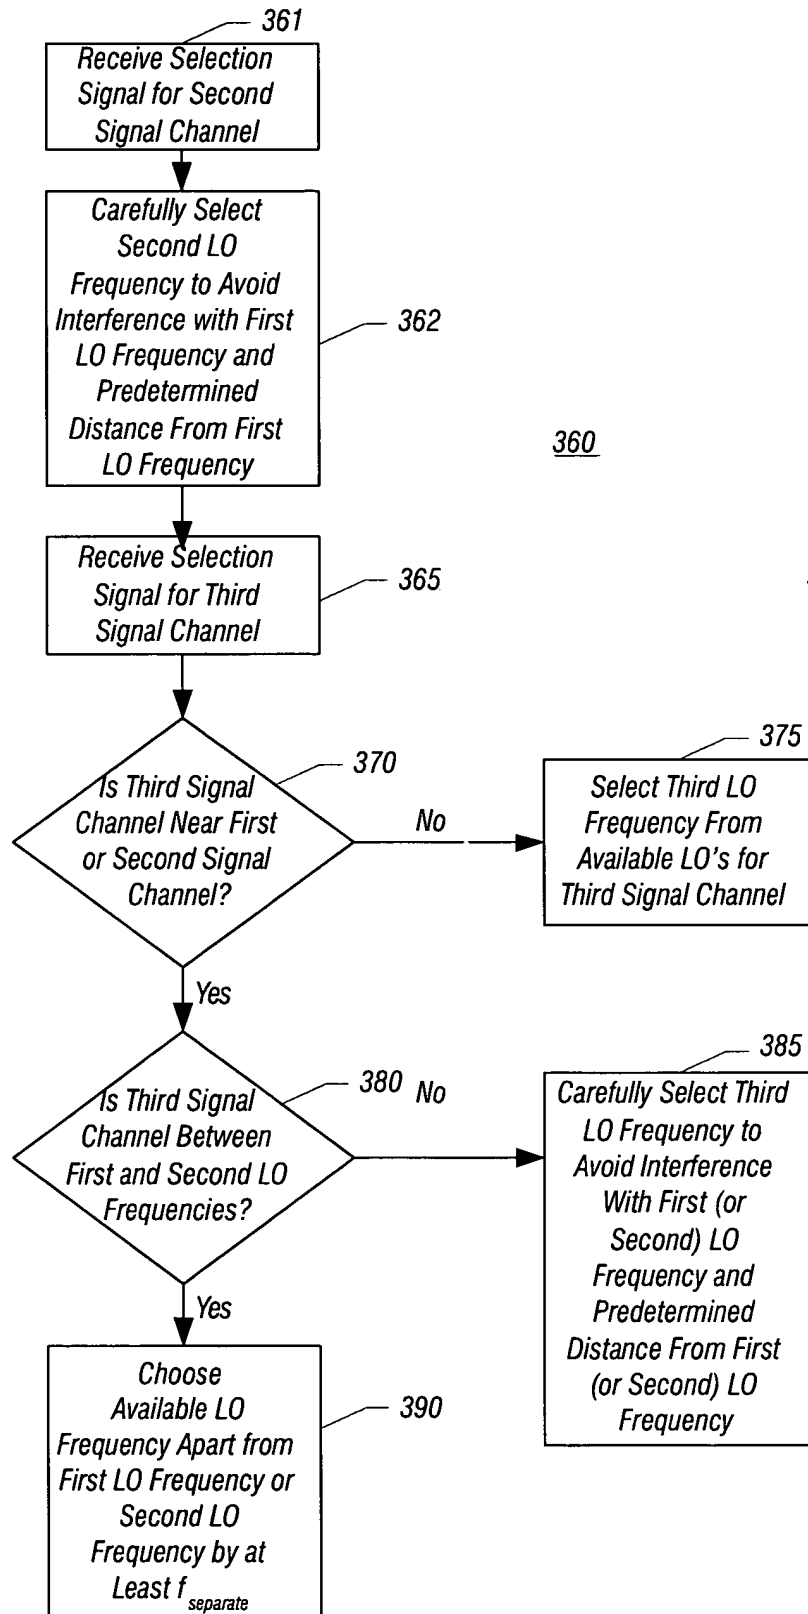 361
Receive Selection
Signal for Second
Signal Channel
Carefully Select
Second LO
Frequency to Avoid
Interference with First
LO Frequency and
Predetermined
Distance From First
LO Frequency
362
360
Receive Selection
Signal for Third
Signal Channel
365
Is Third Signal
Channel Near First
or Second Signal
Channel?
370
No
375
Select Third LO
Frequency From
Available LO's for
Third Signal Channel
Yes
Is Third Signal
Channel Between
First and Second LO
Frequencies?
380
No
385
Carefully Select Third
LO Frequency to
Avoid Interference
With First (or
Second) LO
Frequency and
Predetermined
Distance From First
(or Second) LO
Frequency
Yes
Choose
Available LO
Frequency Apart from
First LO Frequency or
Second LO
Frequency by at
Least f separate
390